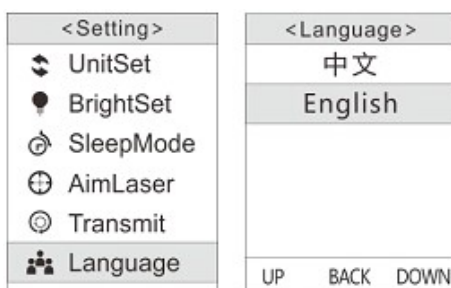 <Setting>
UnitSet
BrightSet
SleepMode
AimLaser
Transmit
Language
<Language>
中文
English
UP BACK DOWN